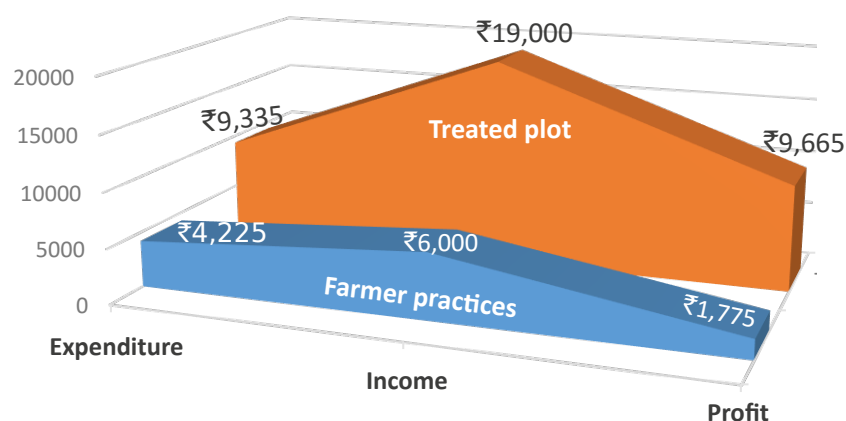 ₹19,000
20000
₹9,335
Treated plot
15000
₹9,665
10000
5000
₹4,225
₹6,000
0
Farmer practices
₹1,775
Expenditure
Income
Profit